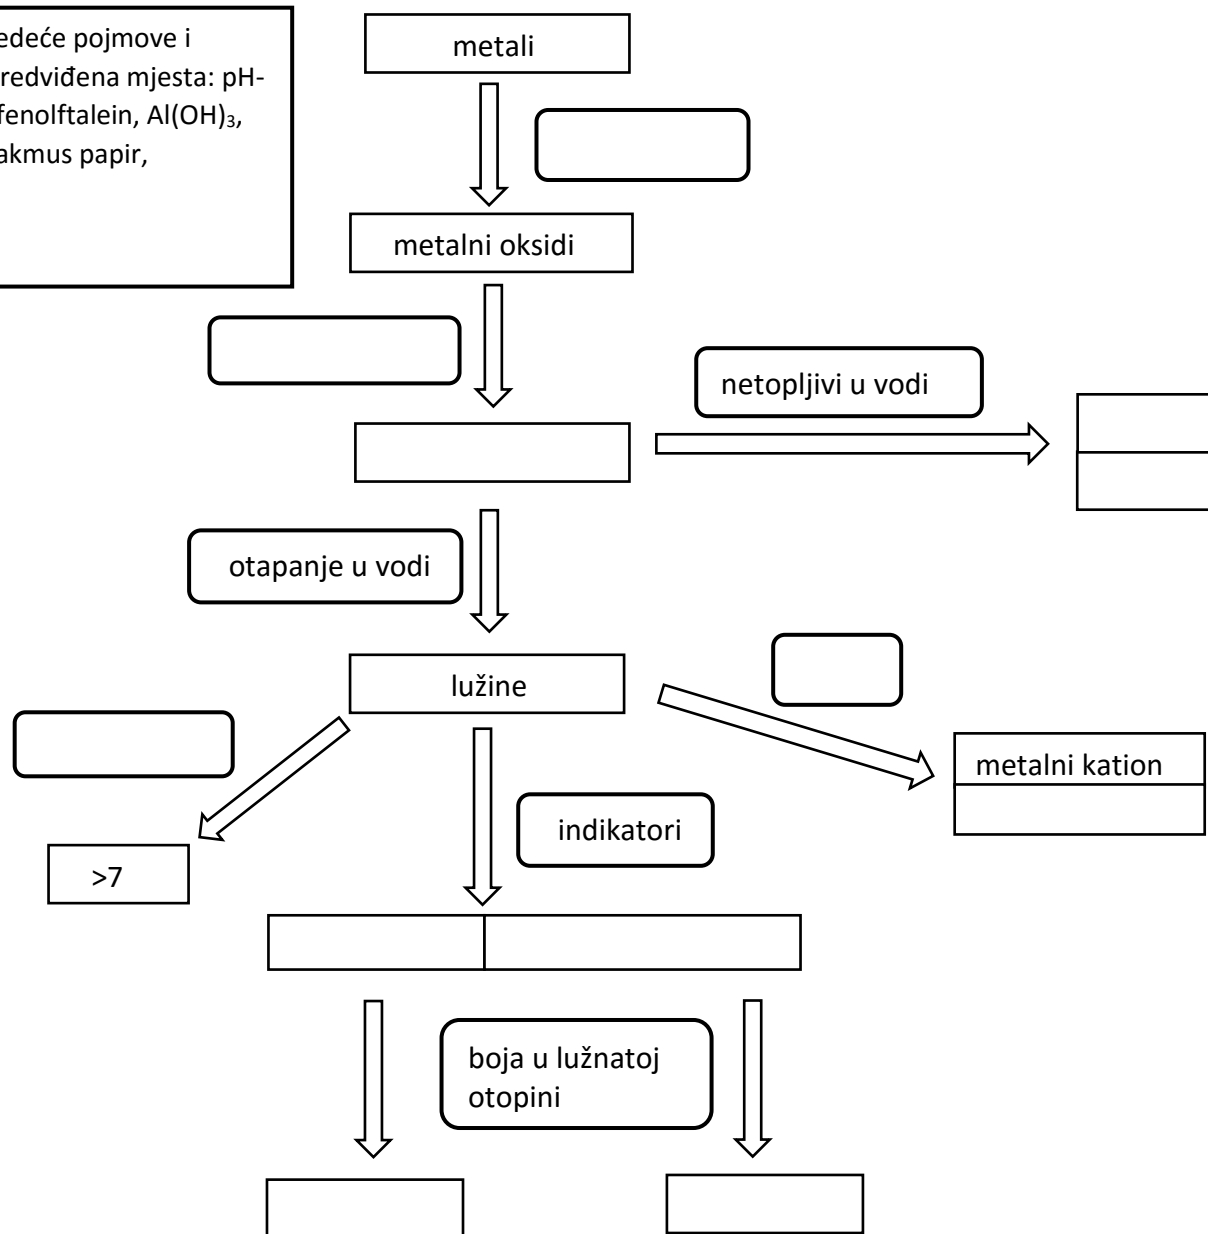 edeće pojmove i
redviđena mjesta: pH-
fenolftalein, Al(OH)₃,
akmus papir,
metali
metalni oksidi
netopljivi u vodi
otapanje u vodi
lužine
metalni kation
indikatori
>7
boja u lužnatoj
otopini